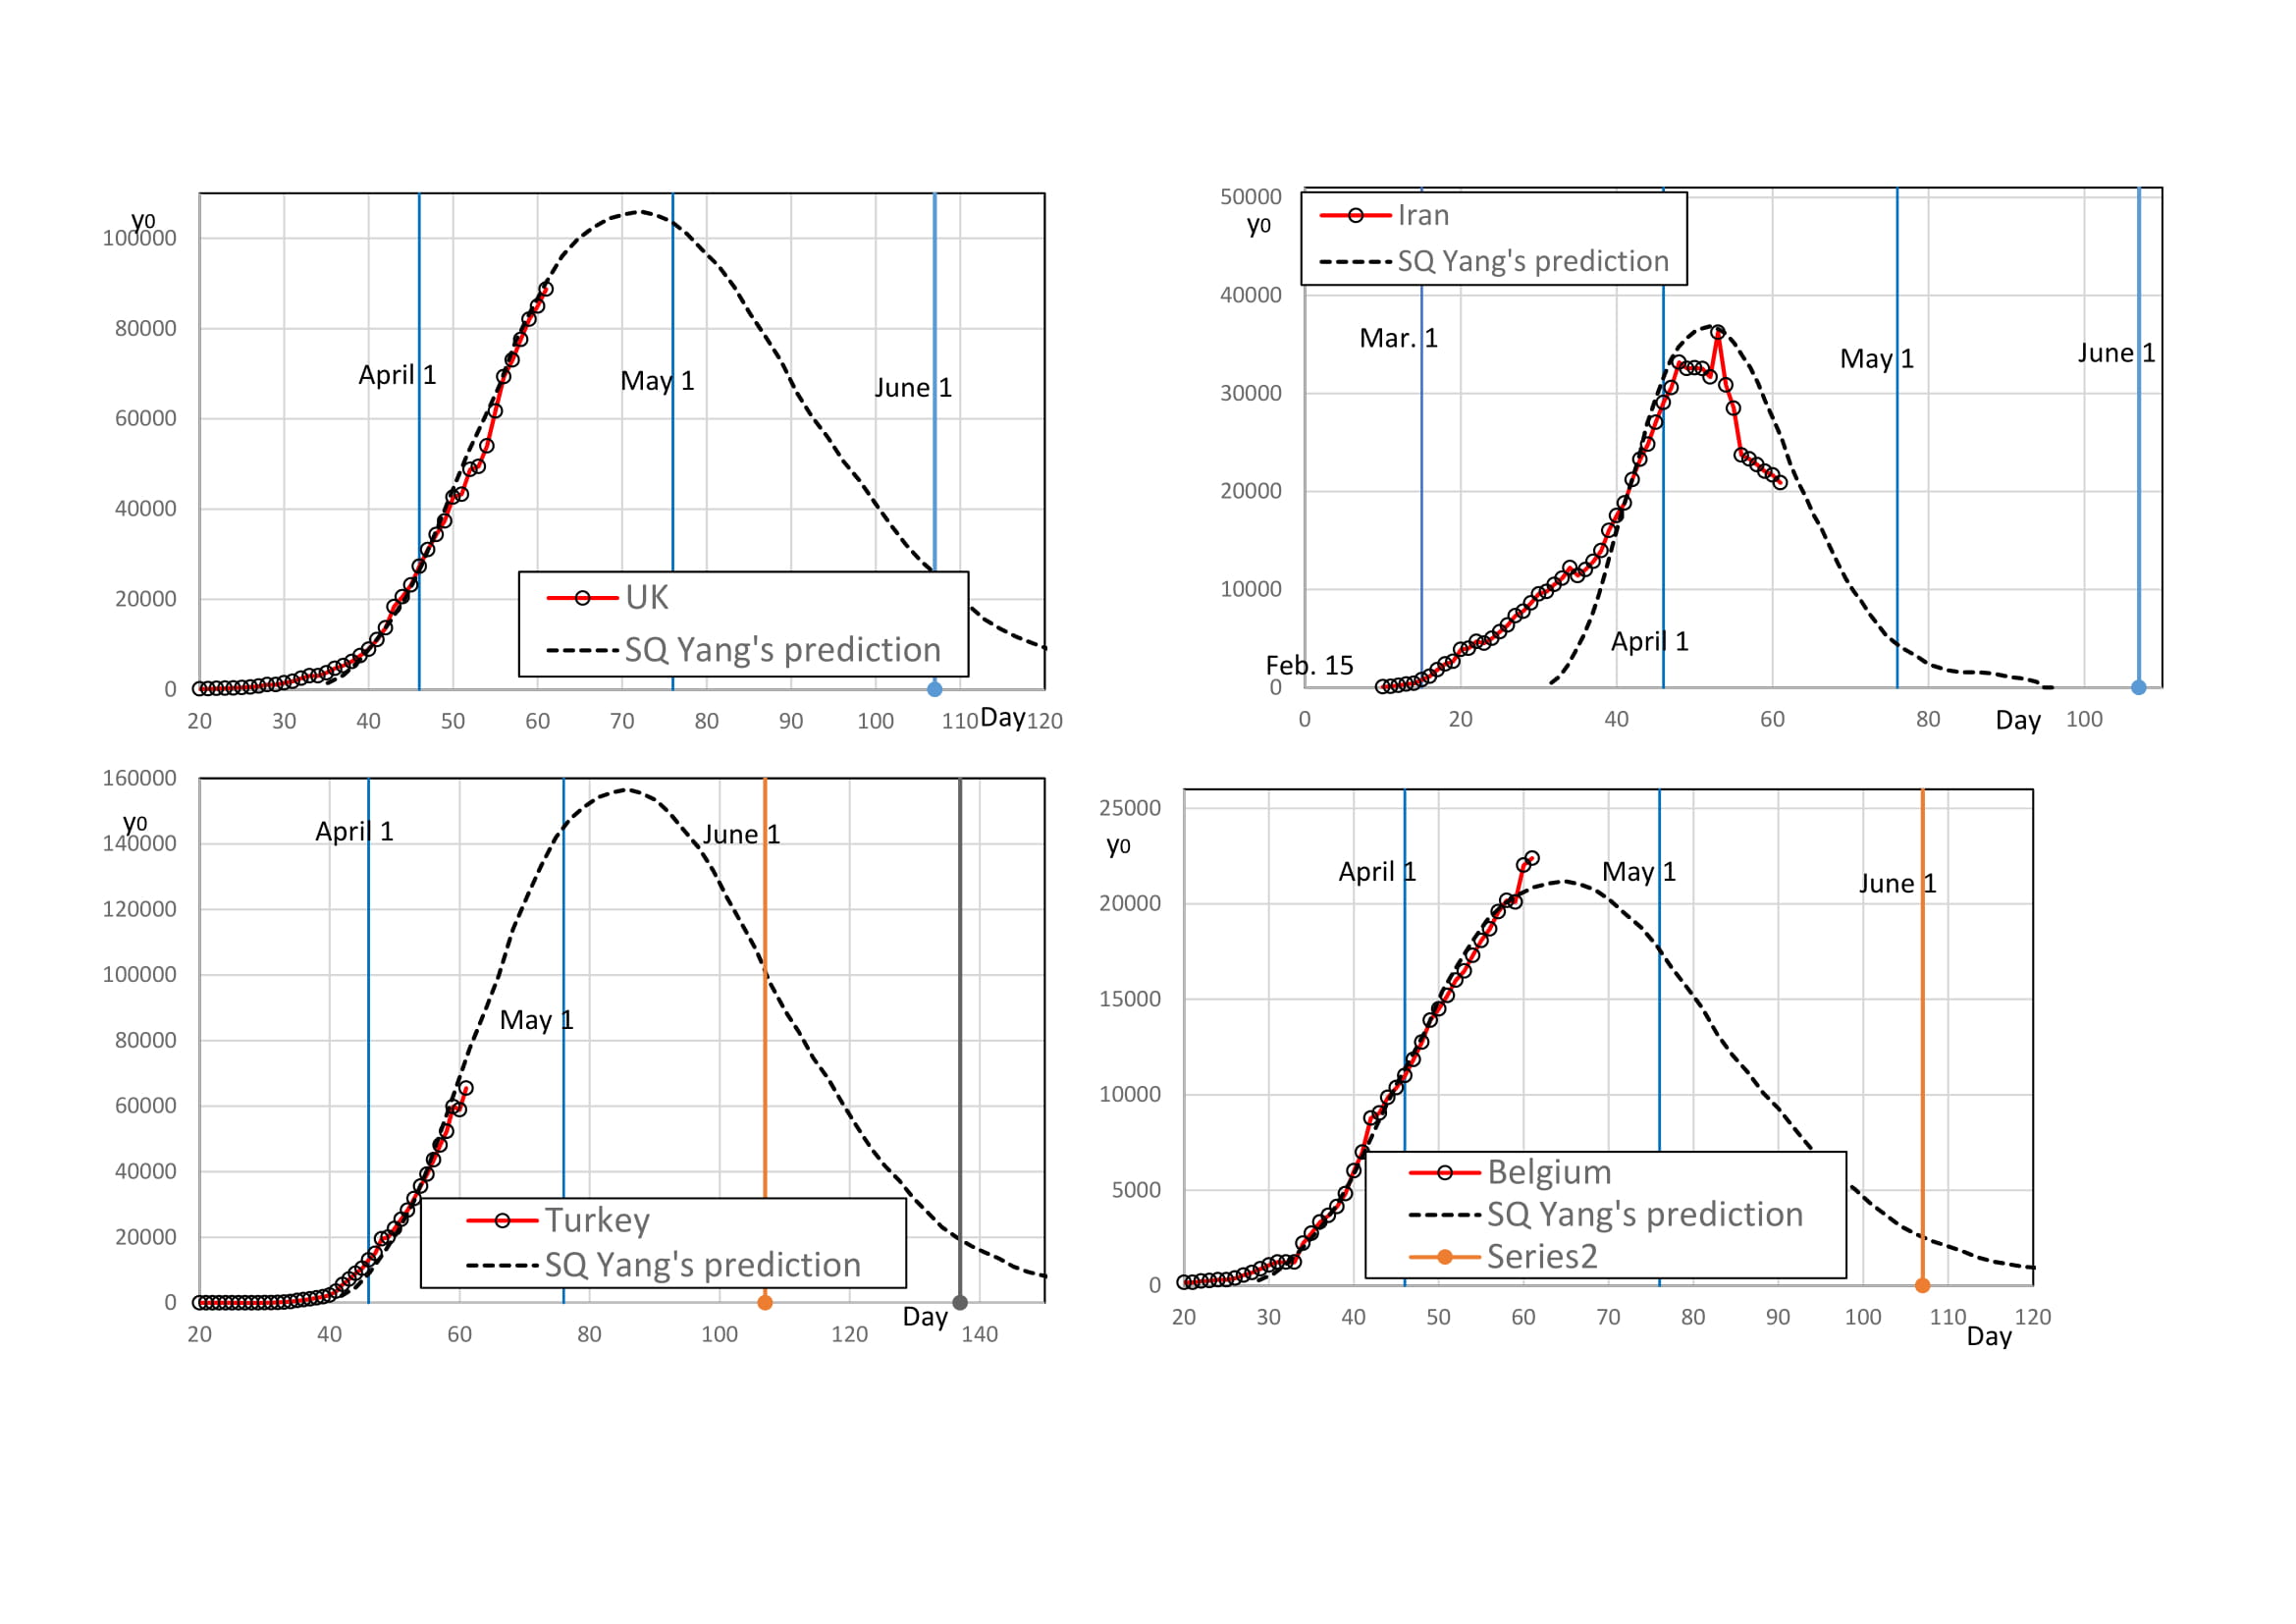 y0
100000
80000
60000
40000
20000
0
April 1
May 1
June 1
UK
SQ Yang's prediction
20 30 40 50 60 70 80 90 100 110 Day 120
50000
y0
40000
30000
20000
10000
0
Iran
SQ Yang's prediction
Mar. 1
May 1
June 1
April 1
Feb. 15
0 20 40 60 80 Day 100
160000
y0
140000
120000
100000
80000
60000
40000
20000
0
April 1
June 1
May 1
Turkey
SQ Yang's prediction
Day
20 40 60 80 100 120 140
25000
y0
20000
15000
10000
5000
0
April 1
May 1
June 1
Belgium
SQ Yang's prediction
Series2
20 30 40 50 60 70 80 90 100 110 120
Day